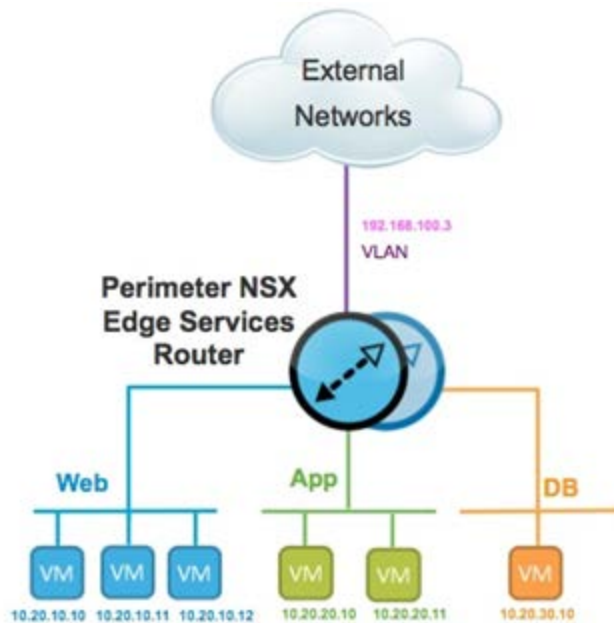 External
Networks
192.168.100.3
VLAN
Perimeter NSX
Edge Services
Router
Web
App
DB
VM VM VM VM VM VM
10.20.10.10 10.20.10.11 10.20.10.12 10.20.20.10 10.20.20.11 10.20.30.10